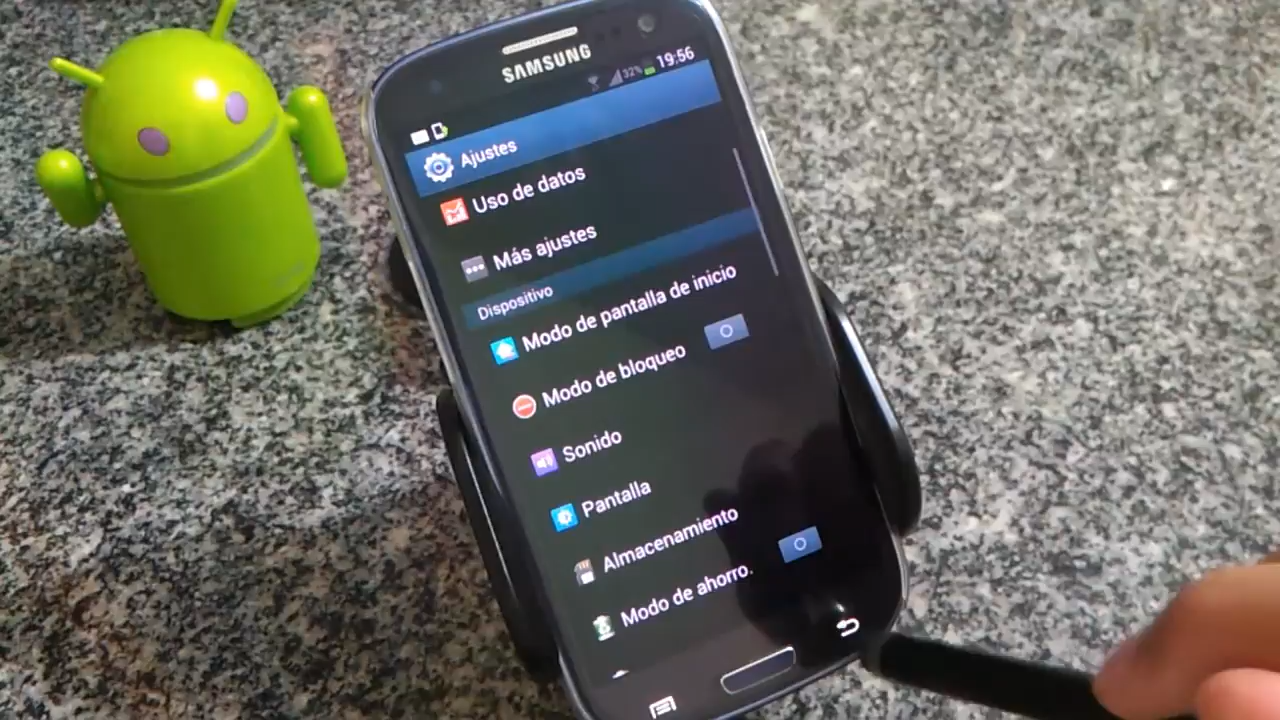 SAMSUNG
32% 19:56
Ajustes
Uso de datos
Más ajustes
Dispositivo
Modo de pantalla de inicio
Modo de bloqueo
Sonido
Pantalla
Almacenamiento
Modo de ahorro.